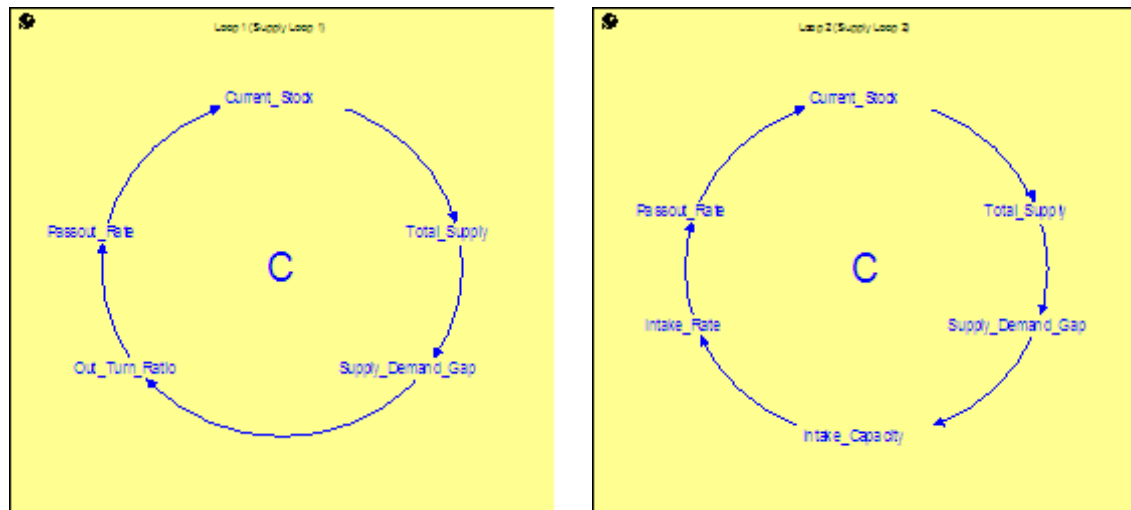 Loop 1 (Supply Loop 1)
Current_Stock
Total_Supply
Supply_Demand_Gap
Out_Turn_Ratio
Passout_Rate
C
Loop 2 (Supply Loop 2)
Current_Stock
Total_Supply
Supply_Demand_Gap
Intake_Capacity
Intake_Rate
Passout_Rate
C